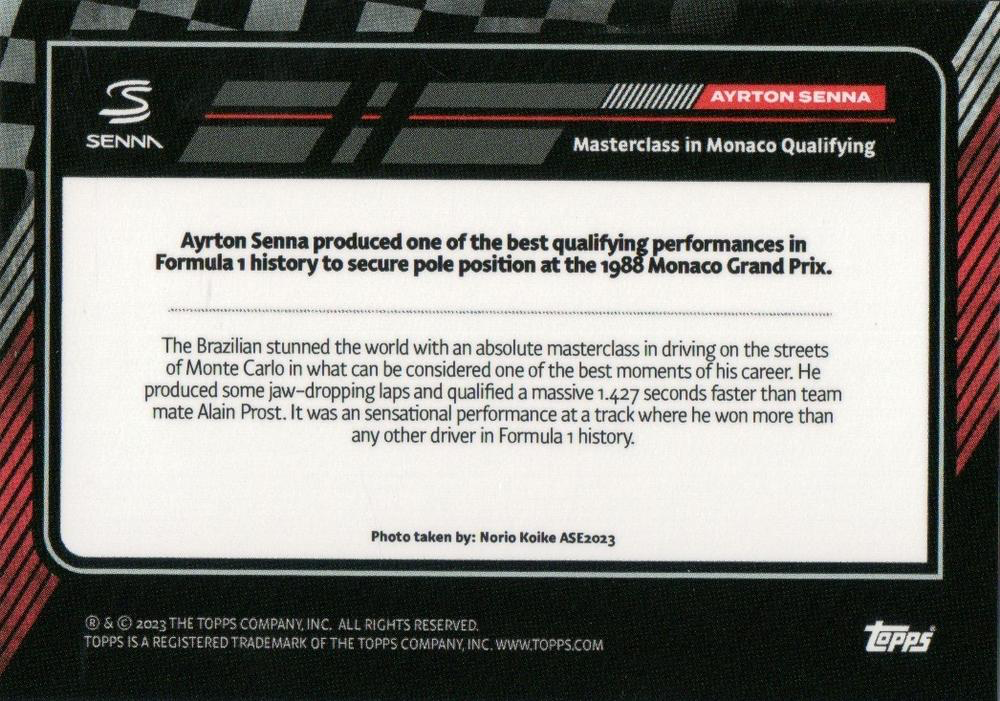 SENNA
AYRTON SENNA
Masterclass in Monaco Qualifying
Ayrton Senna produced one of the best qualifying performances in
Formula 1 history to secure pole position at the 1988 Monaco Grand Prix.
The Brazilian stunned the world with an absolute masterclass in driving on the streets
of Monte Carlo in what can be considered one of the best moments of his career. He
produced some jaw-dropping laps and qualified a massive 1.427 seconds faster than team
mate Alain Prost. It was an sensational performance at a track where he won more than
any other driver in Formula 1 history.
Photo taken by: Norio Koike ASE2023
® & © 2023 THE TOPPS COMPANY, INC. ALL RIGHTS RESERVED.
TOPPS IS A REGISTERED TRADEMARK OF THE TOPPS COMPANY, INC. WWW.TOPPS.COM
topps®